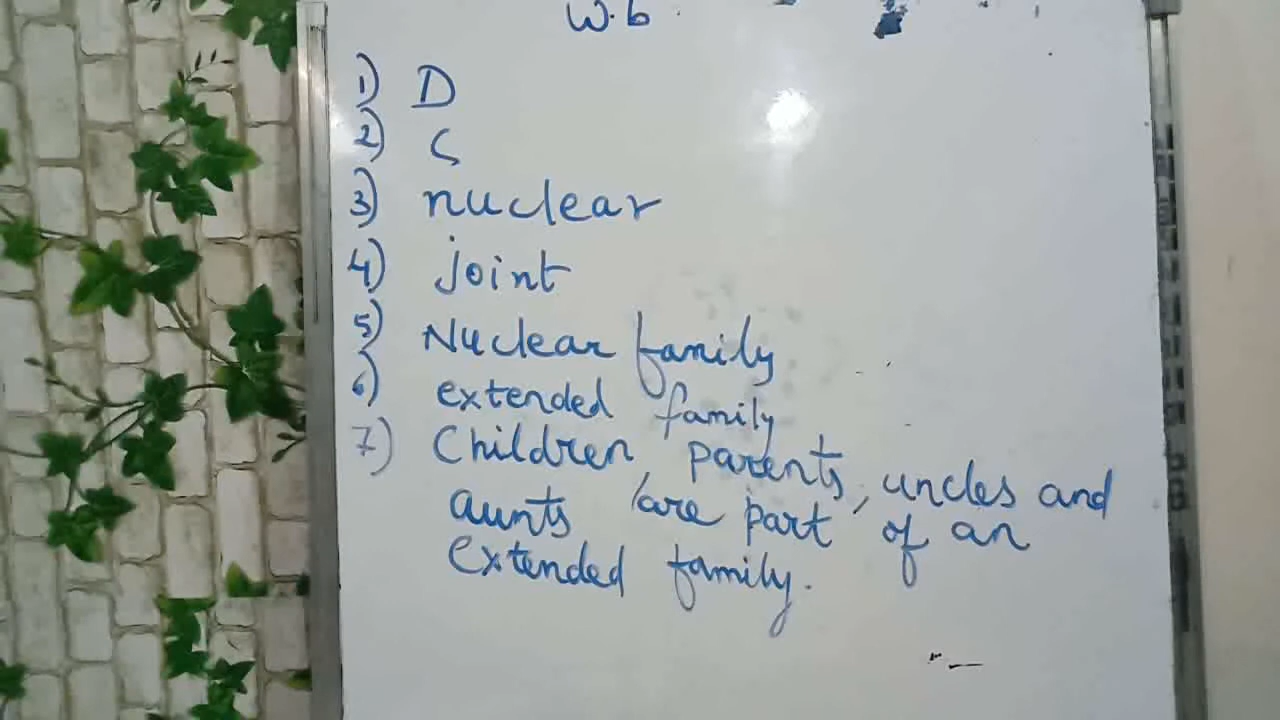 W.b
1) D
2) C
3) nuclear
4) joint
5) Nuclear family
6) extended family
7) Children, parents, uncles and
aunts are part of an
extended family.